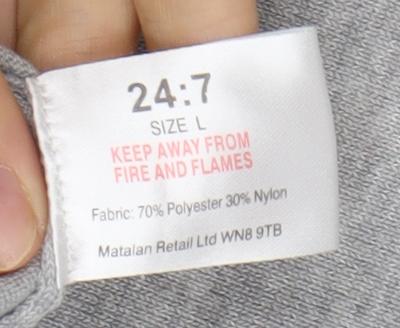 24:7
SIZE L
KEEP AWAY FROM
FIRE AND FLAMES
Fabric: 70% Polyester 30% Nylon
Matalan Retail Ltd WN8 9TB